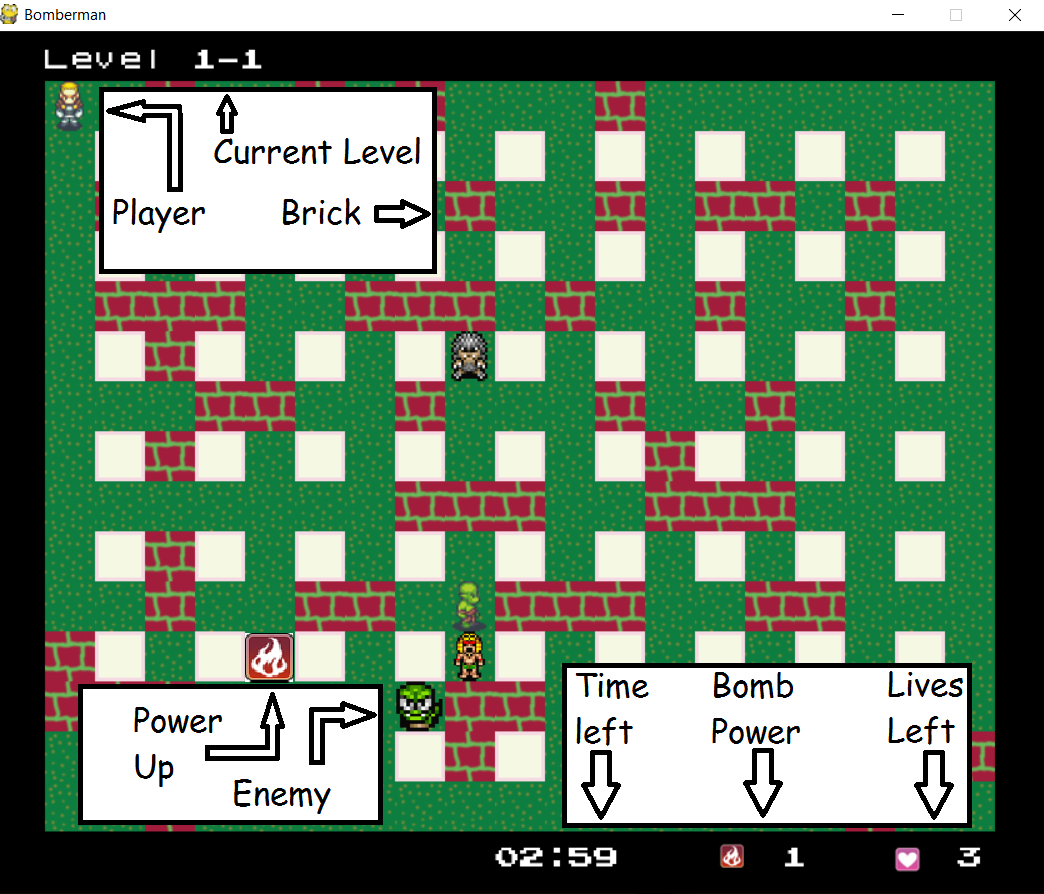 Bomberman
Level 1-1
Current Level
Player
Brick
Power
Up
Enemy
Time
left
Bomb
Power
Lives
Left
02:59
1
3